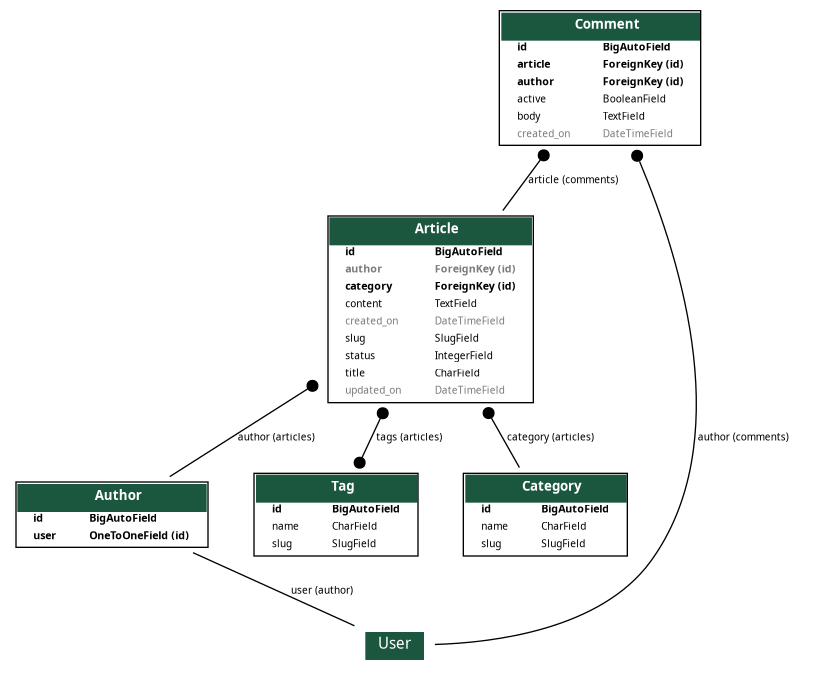 Comment
id BigAutoField
article ForeignKey (id)
author ForeignKey (id)
active BooleanField
body TextField
created_on DateTimeField
article (comments)
Article
id BigAutoField
author ForeignKey (id)
category ForeignKey (id)
content TextField
created_on DateTimeField
slug SlugField
status IntegerField
title CharField
updated_on DateTimeField
author (articles)
tags (articles)
category (articles)
author (comments)
Author
id BigAutoField
user OneToOneField (id)
Tag
id BigAutoField
name CharField
slug SlugField
Category
id BigAutoField
name CharField
slug SlugField
user (author)
User